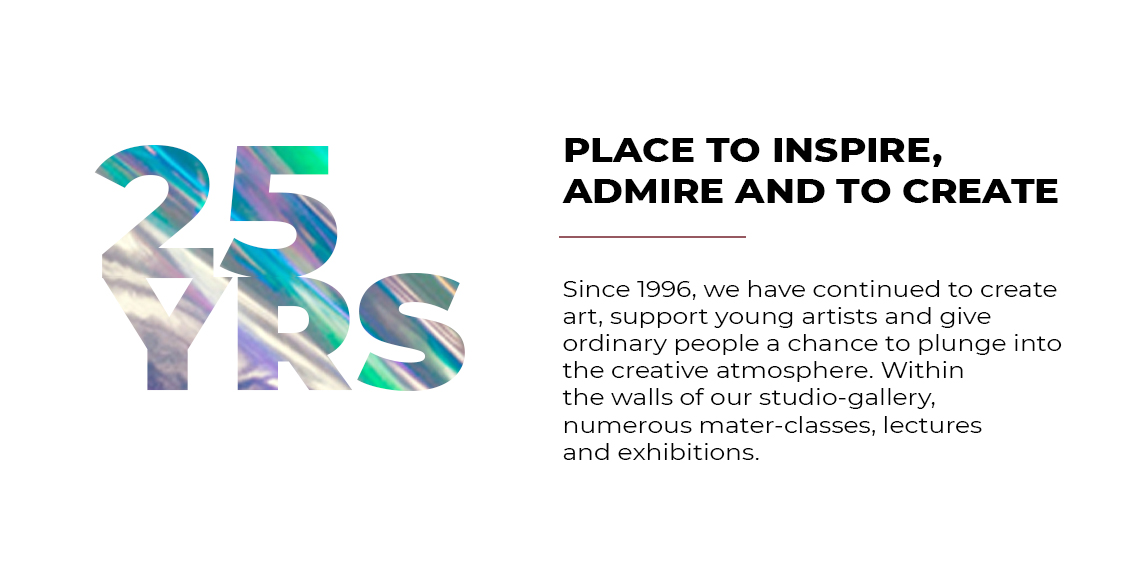 25
YRS
PLACE TO INSPIRE,
ADMIRE AND TO CREATE
Since 1996, we have continued to create
art, support young artists and give
ordinary people a chance to plunge into
the creative atmosphere. Within
the walls of our studio-gallery,
numerous mater-classes, lectures
and exhibitions.